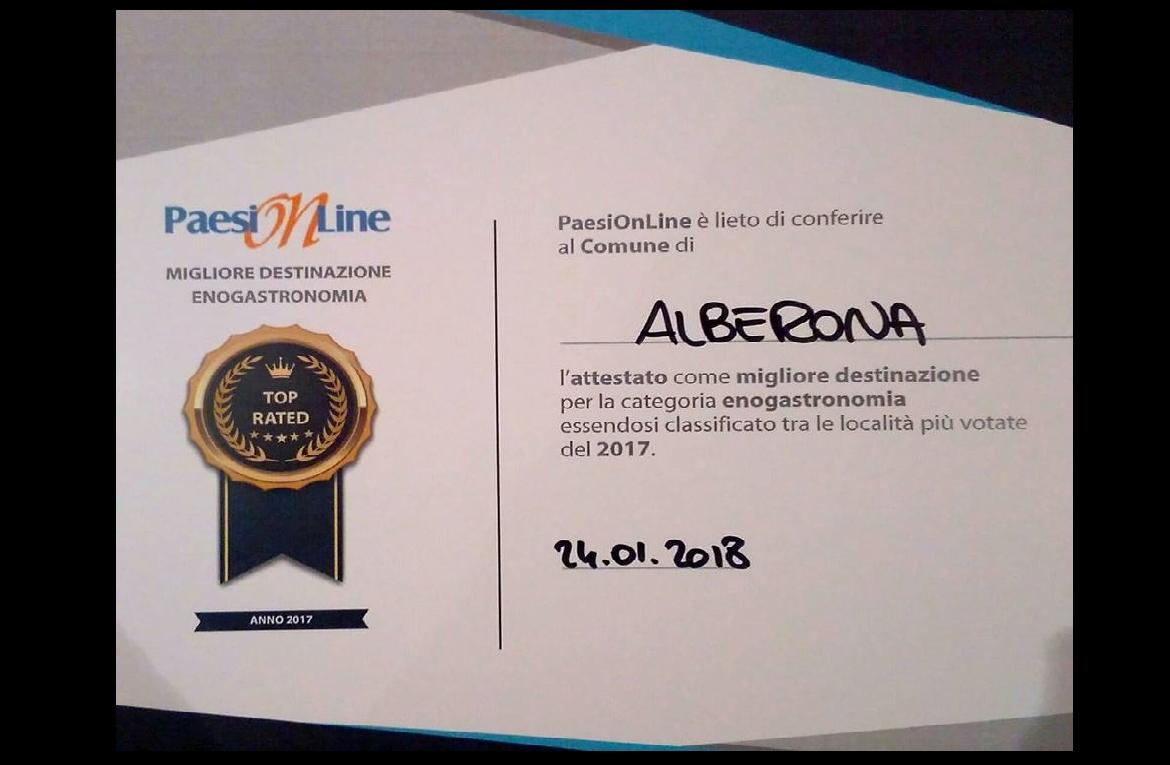 PaesiOnLine
MIGLIORE DESTINAZIONE
ENOGASTRONOMIA
TOP
RATED
ANNO 2017
PaesiOnLine è lieto di conferire
al Comune di
ALBERONA
l'attestato come migliore destinazione
per la categoria enogastronomia
essendosi classificato tra le località più votate
del 2017.
24.01.2018